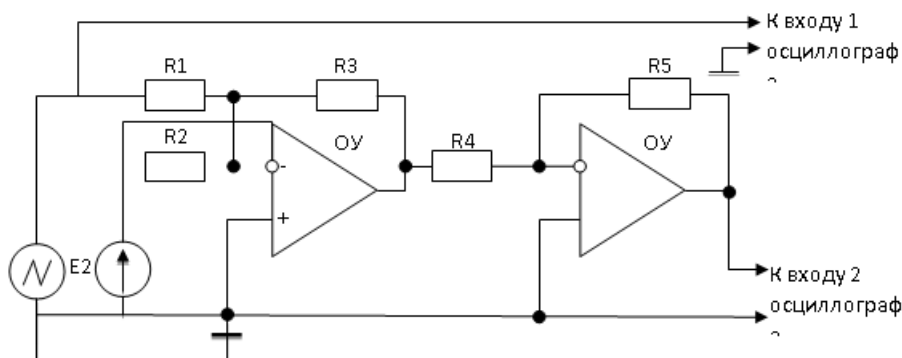 К входу 1
осциллограф
R1
R3
R5
R2
ОУ
R4
ОУ
-
+
E2
К входу 2
осциллограф